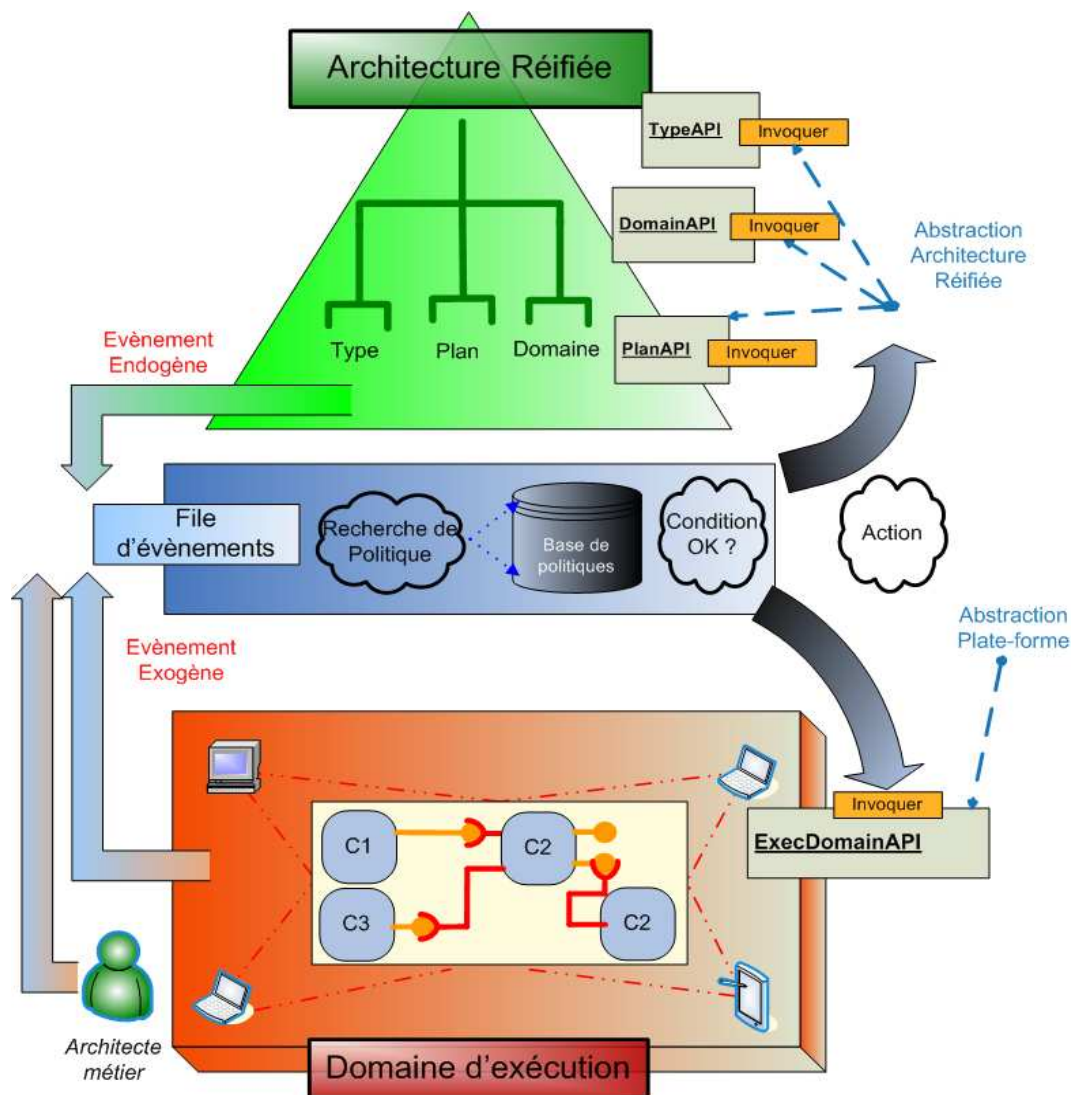 Architecture Réifiée
TypeAPI
Invoquer
DomainAPI
Invoquer
Abstraction
Architecture
Réifiée
PlanAPI
Invoquer
Type
Plan
Domaine
Evènement
Endogène
File
d'évènements
Recherche de
Politique
Base de
politiques
Condition
OK ?
Action
Evènement
Exogène
Abstraction
Plate-forme
Invoquer
ExecDomainAPI
C1
C2
C3
C2
Architecte
métier
Domaine d'exécution